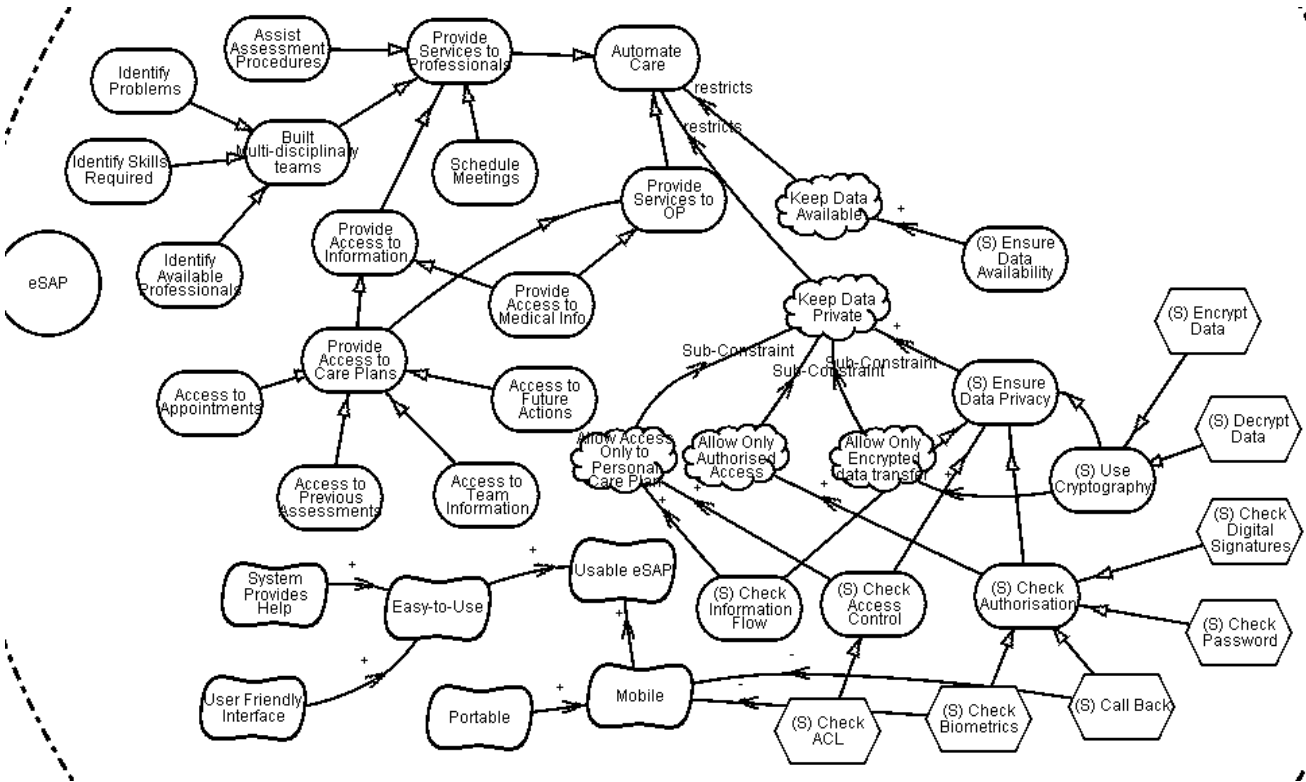 Assist
Assessment
Procedures
Provide
Services to
Professionals
Automate
Care
restricts
restricts
Identify
Problems
Built
Multi-disciplinary
teams
Identify Skills
Required
Schedule
Meetings
Provide
Services to
OP
Keep Data
Available
+
(S) Ensure
Data
Availability
Provide
Access to
Information
Identify
Available
Professionals
eSAP
Provide
Access to
Medical Info
Keep Data
Private
+
(S) Encrypt
Data
Provide
Access to
Care Plans
Sub-Constraint
Sub-Constraint
Sub-Constraint
(S) Ensure
Data Privacy
Access to
Appointments
Access to
Future
Actions
(S) Decrypt
Data
Allow Access
Only to
Personal
Care Plan
Allow Only
Authorised
Access
Allow Only
Encrypted
data transfer
(S) Use
Cryptography
Access to
Previous
Assessments
Access to
Team
Information
+
+
+
+
(S) Check
Digital
Signatures
System
Provides
Help
+
Easy-to-Use
+
Usable eSAP
+
(S) Check
Information
Flow
(S) Check
Access
Control
(S) Check
Authorisation
(S) Check
Password
User Friendly
Interface
+
Portable
+
Mobile
-
-
(S) Check
ACL
(S) Check
Biometrics
(S) Call Back